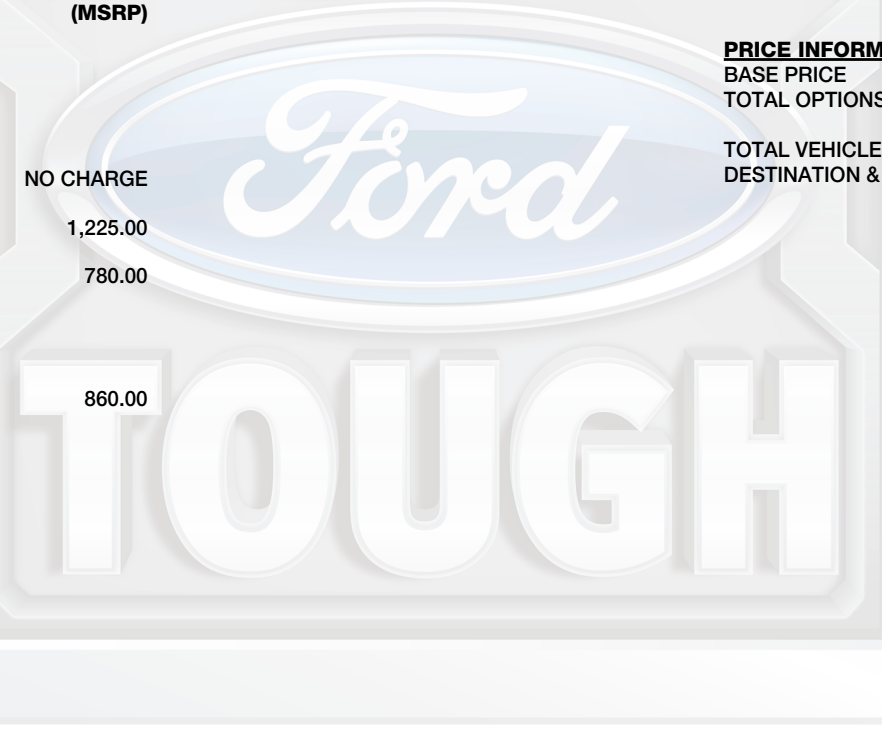 (MSRP)
NO CHARGE
1,225.00
780.00
860.00
PRICE INFORM
BASE PRICE
TOTAL OPTIONS
TOTAL VEHICLE
DESTINATION &
Ford
TOUGH